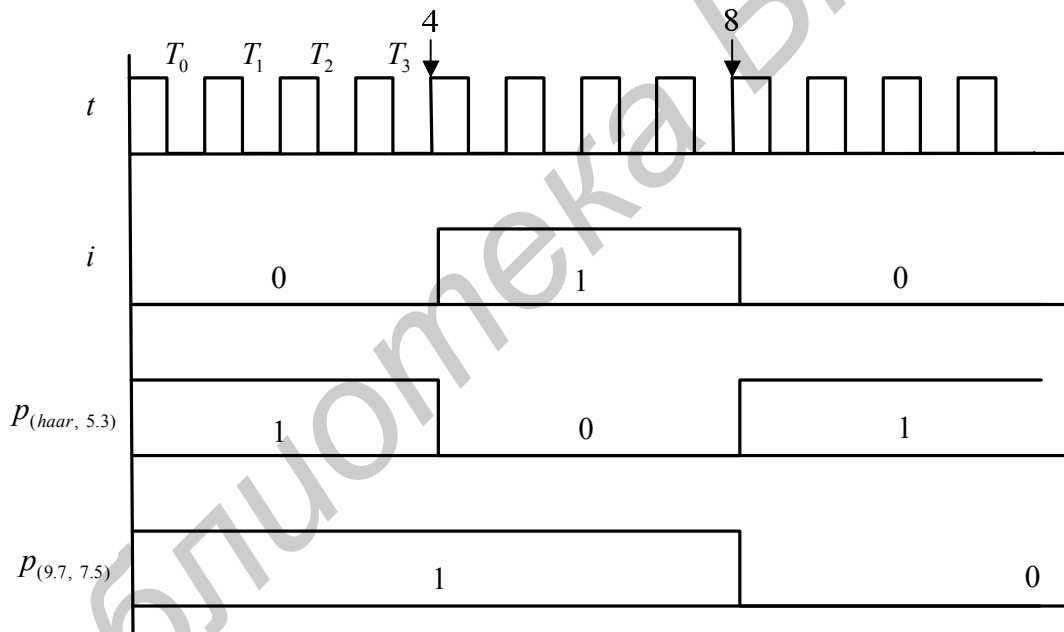 4 8
T₀ T₁ T₂ T₃
t
i 0 1 0
p(haar, 5.3) 1 0 1
p(9.7, 7.5) 1 0
блиотека Б